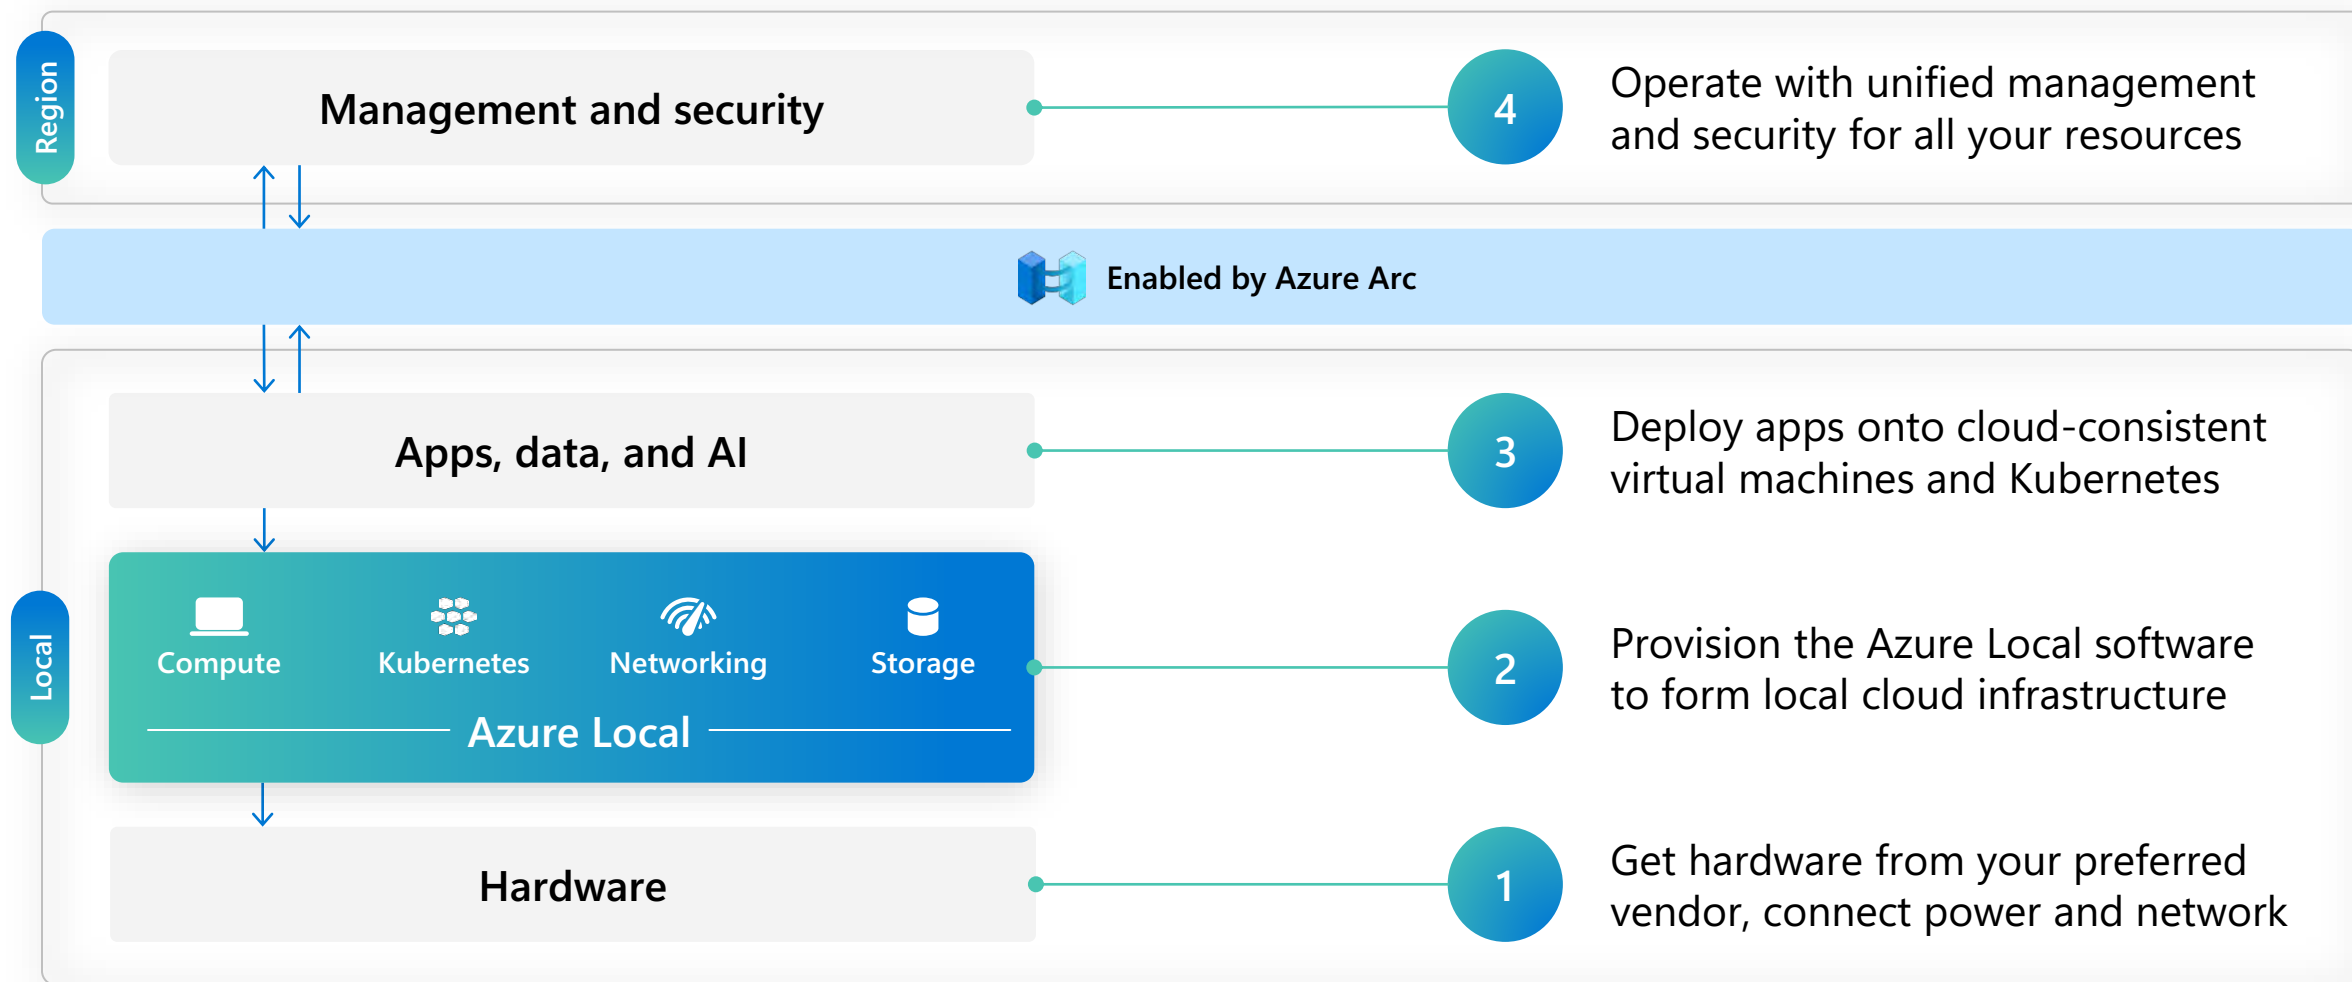 Region
Management and security
4
Operate with unified management
and security for all your resources
Enabled by Azure Arc
Local
Apps, data, and AI
3
Deploy apps onto cloud-consistent
virtual machines and Kubernetes
Compute
Kubernetes
Networking
Storage
Azure Local
2
Provision the Azure Local software
to form local cloud infrastructure
Hardware
1
Get hardware from your preferred
vendor, connect power and network